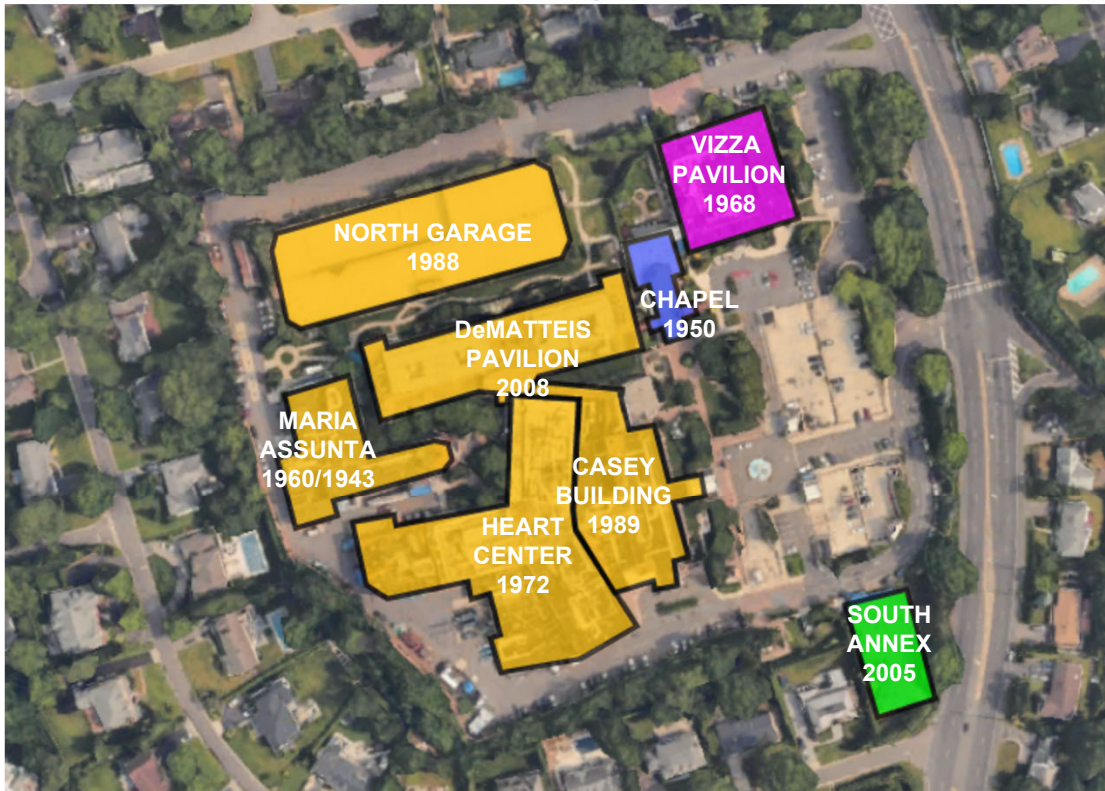 VIZZA
PAVILION
1968
NORTH GARAGE
1988
CHAPEL
1950
DeMATTEIS
PAVILION
2008
MARIA
ASSUNTA
1960/1943
CASEY
BUILDING
1989
HEART
CENTER
1972
SOUTH
ANNEX
2005